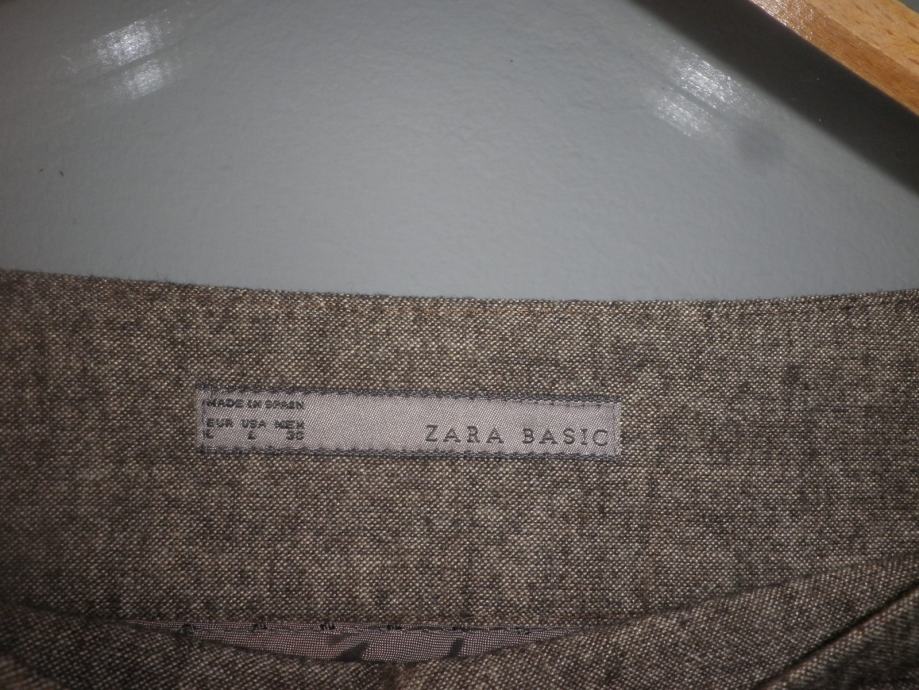 MADE IN SPAIN
EUR USA MEX
L L 30
ZARA BASIC